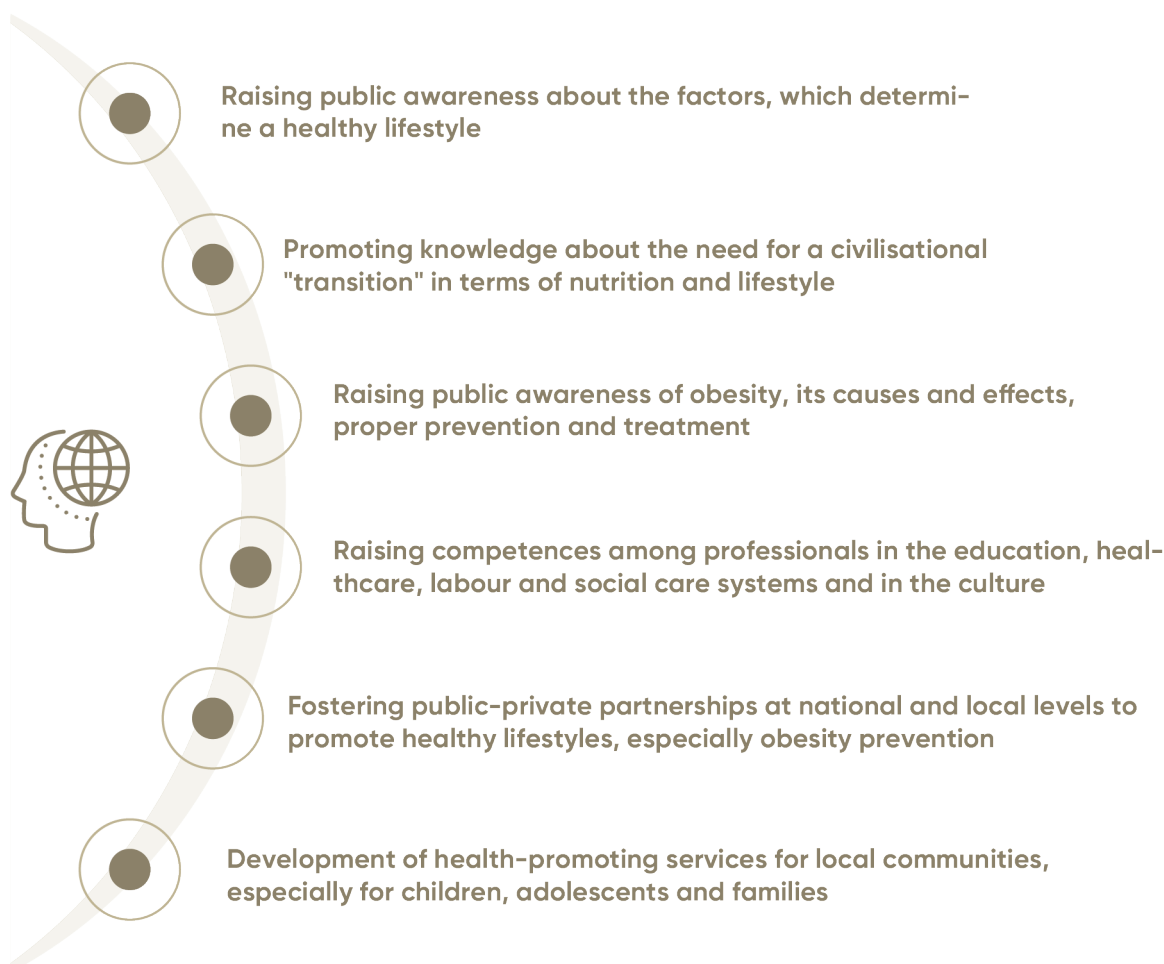 Raising public awareness about the factors, which determi-
ne a healthy lifestyle
Promoting knowledge about the need for a civilisational
"transition" in terms of nutrition and lifestyle
Raising public awareness of obesity, its causes and effects,
proper prevention and treatment
Raising competences among professionals in the education, heal-
thcare, labour and social care systems and in the culture
Fostering public-private partnerships at national and local levels to
promote healthy lifestyles, especially obesity prevention
Development of health-promoting services for local communities,
especially for children, adolescents and families